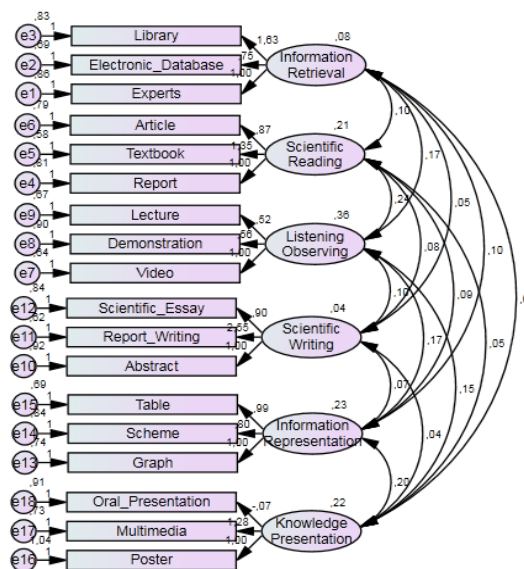 ,83
e3 1 Library 1,63 ,08
Information
Retrieval
,69
e2 1 Electronic_Database ,75
,86
e1 1 Experts 1,00
,79
e6 1 Article ,87 ,21
Scientific
Reading
,58
e5 1 Textbook 1,35
,81
e4 1 Report 1,00
,67
e9 1 Lecture ,52 ,36
Listening
Observing
,90
e8 1 Demonstration ,56
,64
e7 1 Video 1,00
,84
e12 1 Scientific_Essay ,90 ,04
Scientific
Writing
,62
e11 1 Report_Writing 2,65
,92
e10 1 Abstract 1,00
,69
e15 1 Table ,99 ,23
Information
Representation
,84
e14 1 Scheme ,80
,74
e13 1 Graph 1,00
,91
e18 1 Oral_Presentation -,07 ,22
Knowledge
Presentation
,73
e17 1 Multimedia 1,28
1,04
e16 1 Poster 1,00
,10
,17
,05
,10
,24
,08
,09
,05
,10
,17
,15
,07
,04
,20